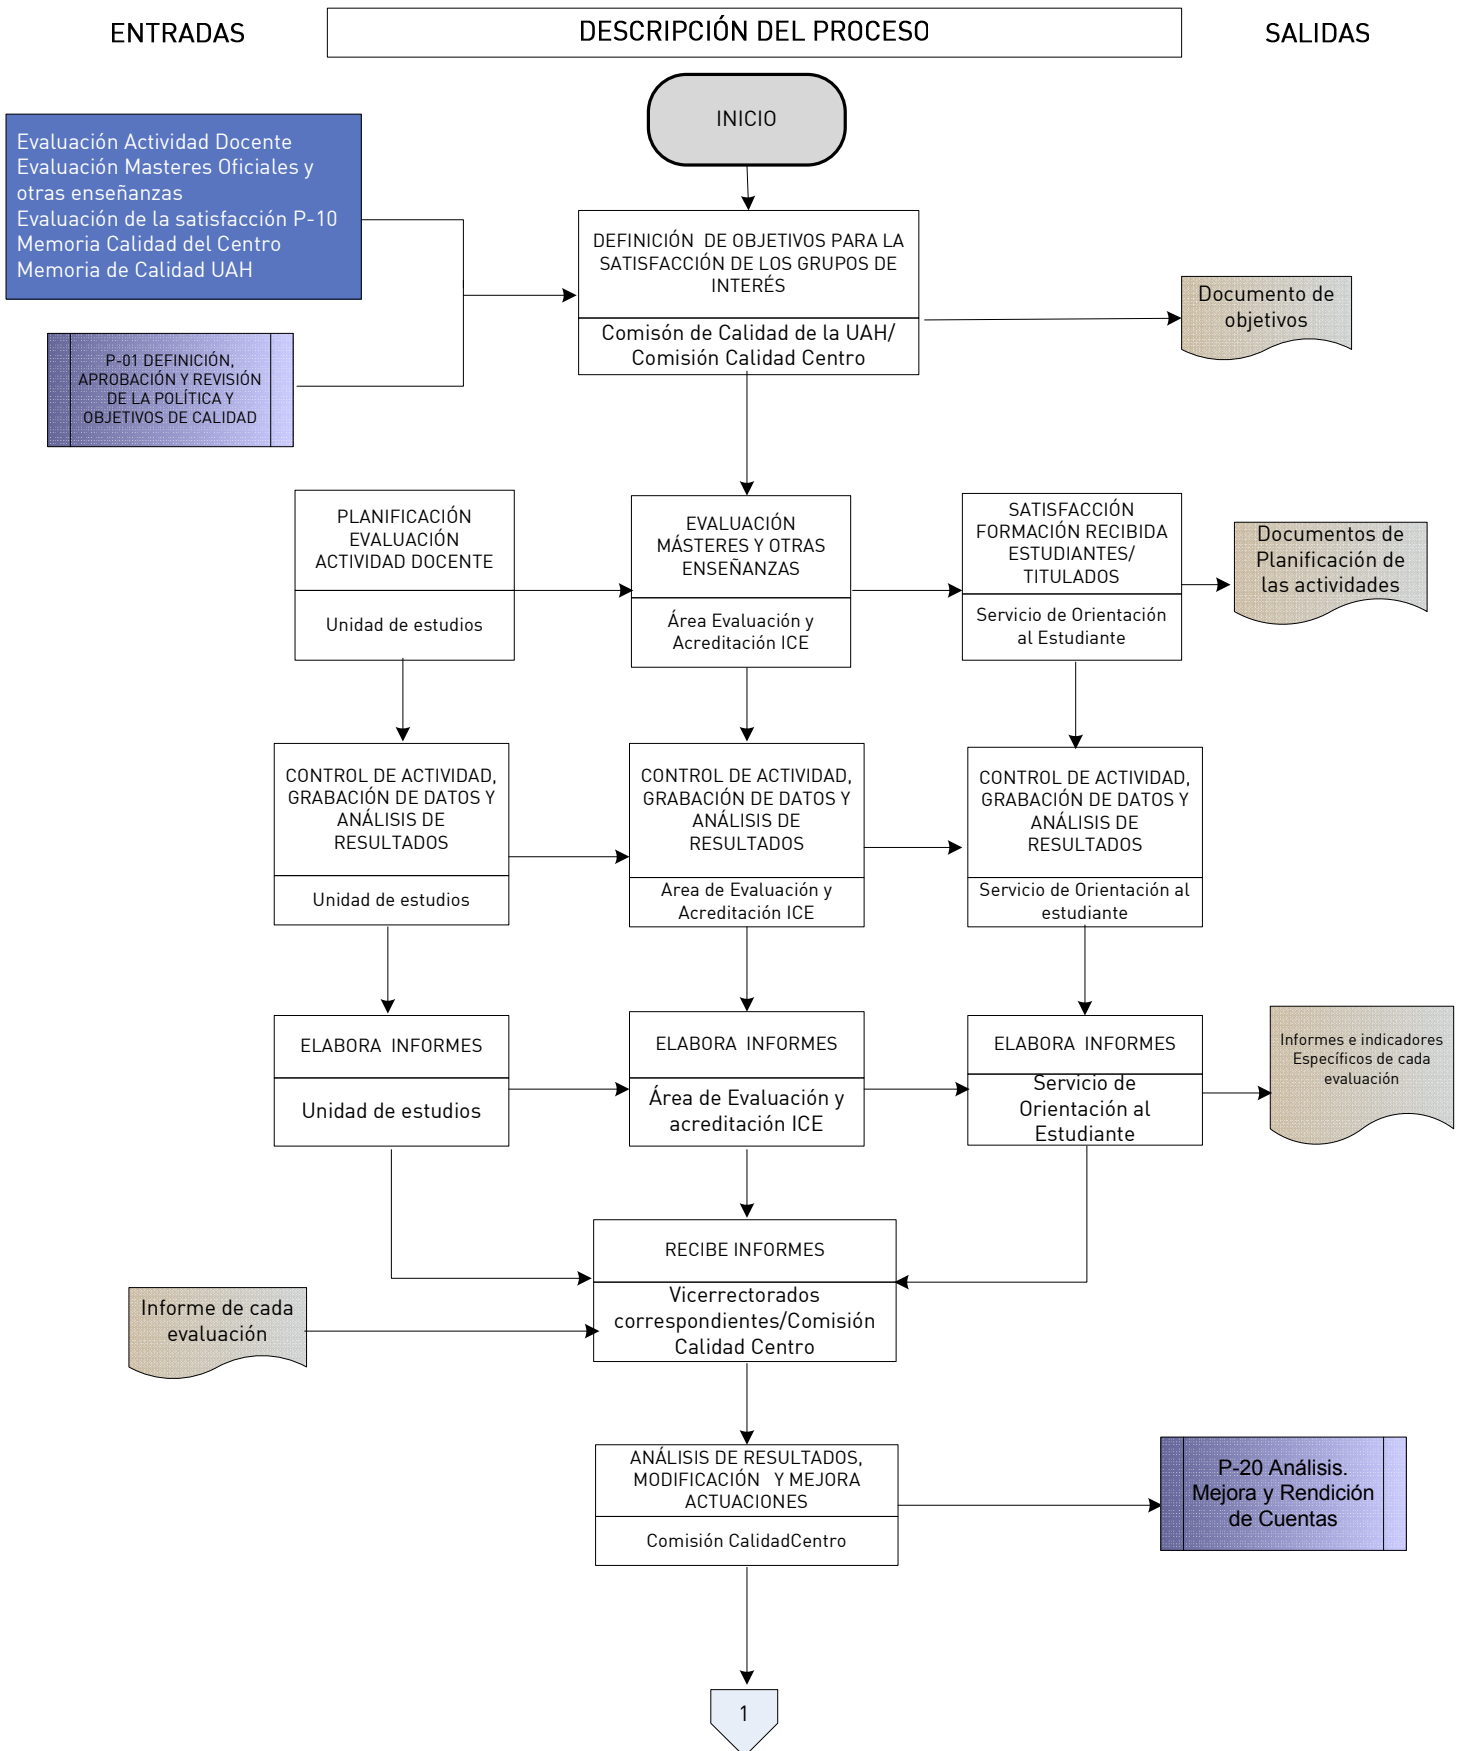 ENTRADAS
DESCRIPCIÓN DEL PROCESO
SALIDAS
INICIO
Evaluación Actividad Docente
Evaluación Masteres Oficiales y
otras enseñanzas
Evaluación de la satisfacción P-10
Memoria Calidad del Centro
Memoria de Calidad UAH
DEFINICIÓN DE OBJETIVOS PARA LA
SATISFACCIÓN DE LOS GRUPOS DE
INTERÉS
Comisón de Calidad de la UAH/
Comisión Calidad Centro
Documento de
objetivos
P-01 DEFINICIÓN,
APROBACIÓN Y REVISIÓN
DE LA POLÍTICA Y
OBJETIVOS DE CALIDAD
PLANIFICACIÓN
EVALUACIÓN
ACTIVIDAD DOCENTE
Unidad de estudios
EVALUACIÓN
MÁSTERES Y OTRAS
ENSEÑANZAS
Área Evaluación y
Acreditación ICE
SATISFACCIÓN
FORMACIÓN RECIBIDA
ESTUDIANTES/
TITULADOS
Servicio de Orientación
al Estudiante
Documentos de
Planificación de
las actividades
CONTROL DE ACTIVIDAD,
GRABACIÓN DE DATOS Y
ANÁLISIS DE
RESULTADOS
Unidad de estudios
CONTROL DE ACTIVIDAD,
GRABACIÓN DE DATOS Y
ANÁLISIS DE
RESULTADOS
Area de Evaluación y
Acreditación ICE
CONTROL DE ACTIVIDAD,
GRABACIÓN DE DATOS Y
ANÁLISIS DE
RESULTADOS
Servicio de Orientación al
estudiante
ELABORA INFORMES
Unidad de estudios
ELABORA INFORMES
Área de Evaluación y
acreditación ICE
ELABORA INFORMES
Servicio de
Orientación al
Estudiante
Informes e indicadores
Específicos de cada
evaluación
RECIBE INFORMES
Vicerrectorados
correspondientes/Comisión
Calidad Centro
Informe de cada
evaluación
ANÁLISIS DE RESULTADOS,
MODIFICACIÓN Y MEJORA
ACTUACIONES
Comisión CalidadCentro
P-20 Análisis.
Mejora y Rendición
de Cuentas
1